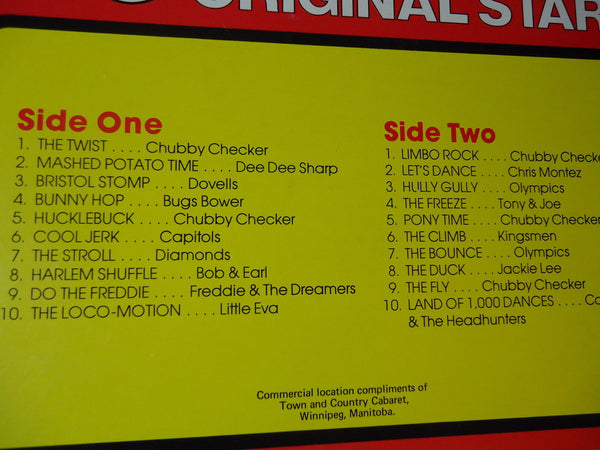 ORIGINAL STAR
Side One
1. THE TWIST .... Chubby Checker
2. MASHED POTATO TIME .... Dee Dee Sharp
3. BRISTOL STOMP .... Dovells
4. BUNNY HOP .... Bugs Bower
5. HUCKLEBUCK .... Chubby Checker
6. COOL JERK .... Capitols
7. THE STROLL .... Diamonds
8. HARLEM SHUFFLE .... Bob & Earl
9. DO THE FREDDIE .... Freddie & The Dreamers
10. THE LOCO-MOTION .... Little Eva
Side Two
1. LIMBO ROCK .... Chubby Checke
2. LET'S DANCE .... Chris Montez
3. HULLY GULLY .... Olympics
4. THE FREEZE .... Tony & Joe
5. PONY TIME .... Chubby Checker
6. THE CLIMB .... Kingsmen
7. THE BOUNCE .... Olympics
8. THE DUCK .... Jackie Lee
9. THE FLY .... Chubby Checker
10. LAND OF 1,000 DANCES .... Ca
& The Headhunters
Commercial location compliments of
Town and Country Cabaret,
Winnipeg, Manitoba.